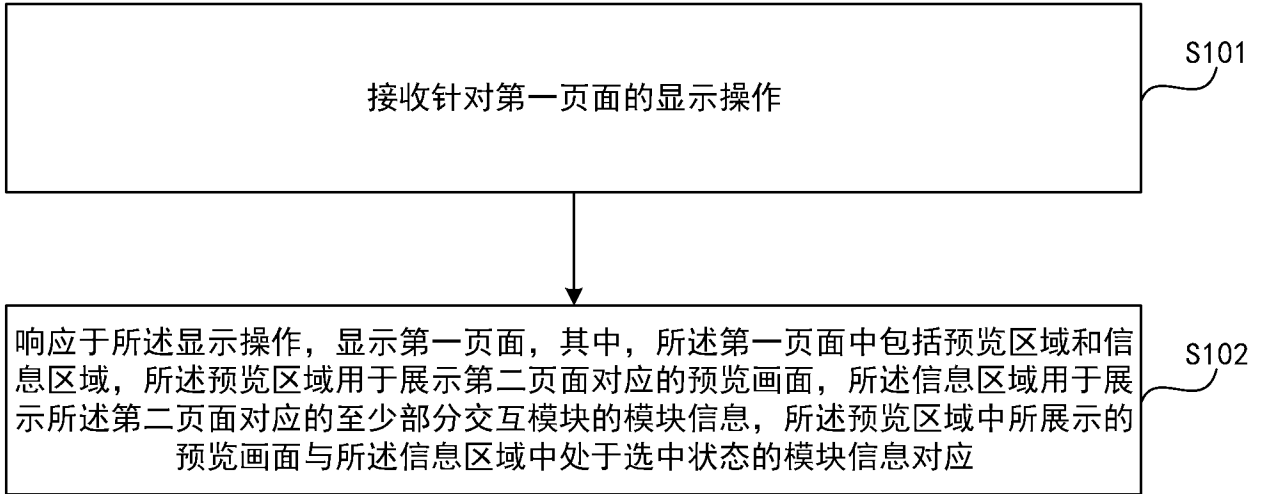 接收针对第一页面的显示操作
S101
响应于所述显示操作，显示第一页面，其中，所述第一页面中包括预览区域和信
息区域，所述预览区域用于展示第二页面对应的预览画面，所述信息区域用于展
示所述第二页面对应的至少部分交互模块的模块信息，所述预览区域中所展示的
预览画面与所述信息区域中处于选中状态的模块信息对应
S102